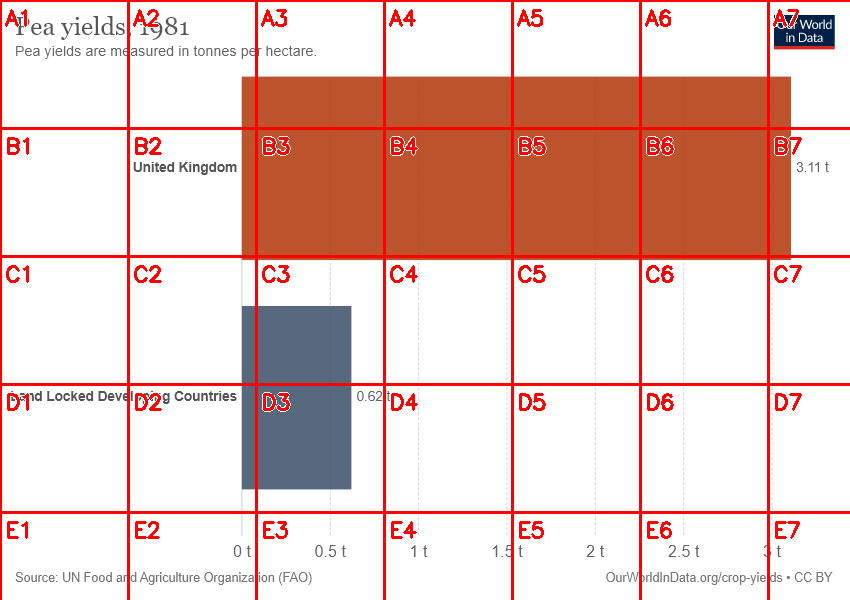 Pea yields, 1981
Our World
in Data
Pea yields are measured in tonnes per hectare.
A1 A2 A3 A4 A5 A6 A7
B1 B2 B3 B4 B5 B6 B7
United Kingdom
3.11 t
C1 C2 C3 C4 C5 C6 C7
Land Locked Developing Countries
0.62 t
D1 D2 D3 D4 D5 D6 D7
E1 E2 E3 E4 E5 E6 E7
0 t 0.5 t 1 t 1.5 t 2 t 2.5 t 3 t
Source: UN Food and Agriculture Organization (FAO)
OurWorldInData.org/crop-yields • CC BY